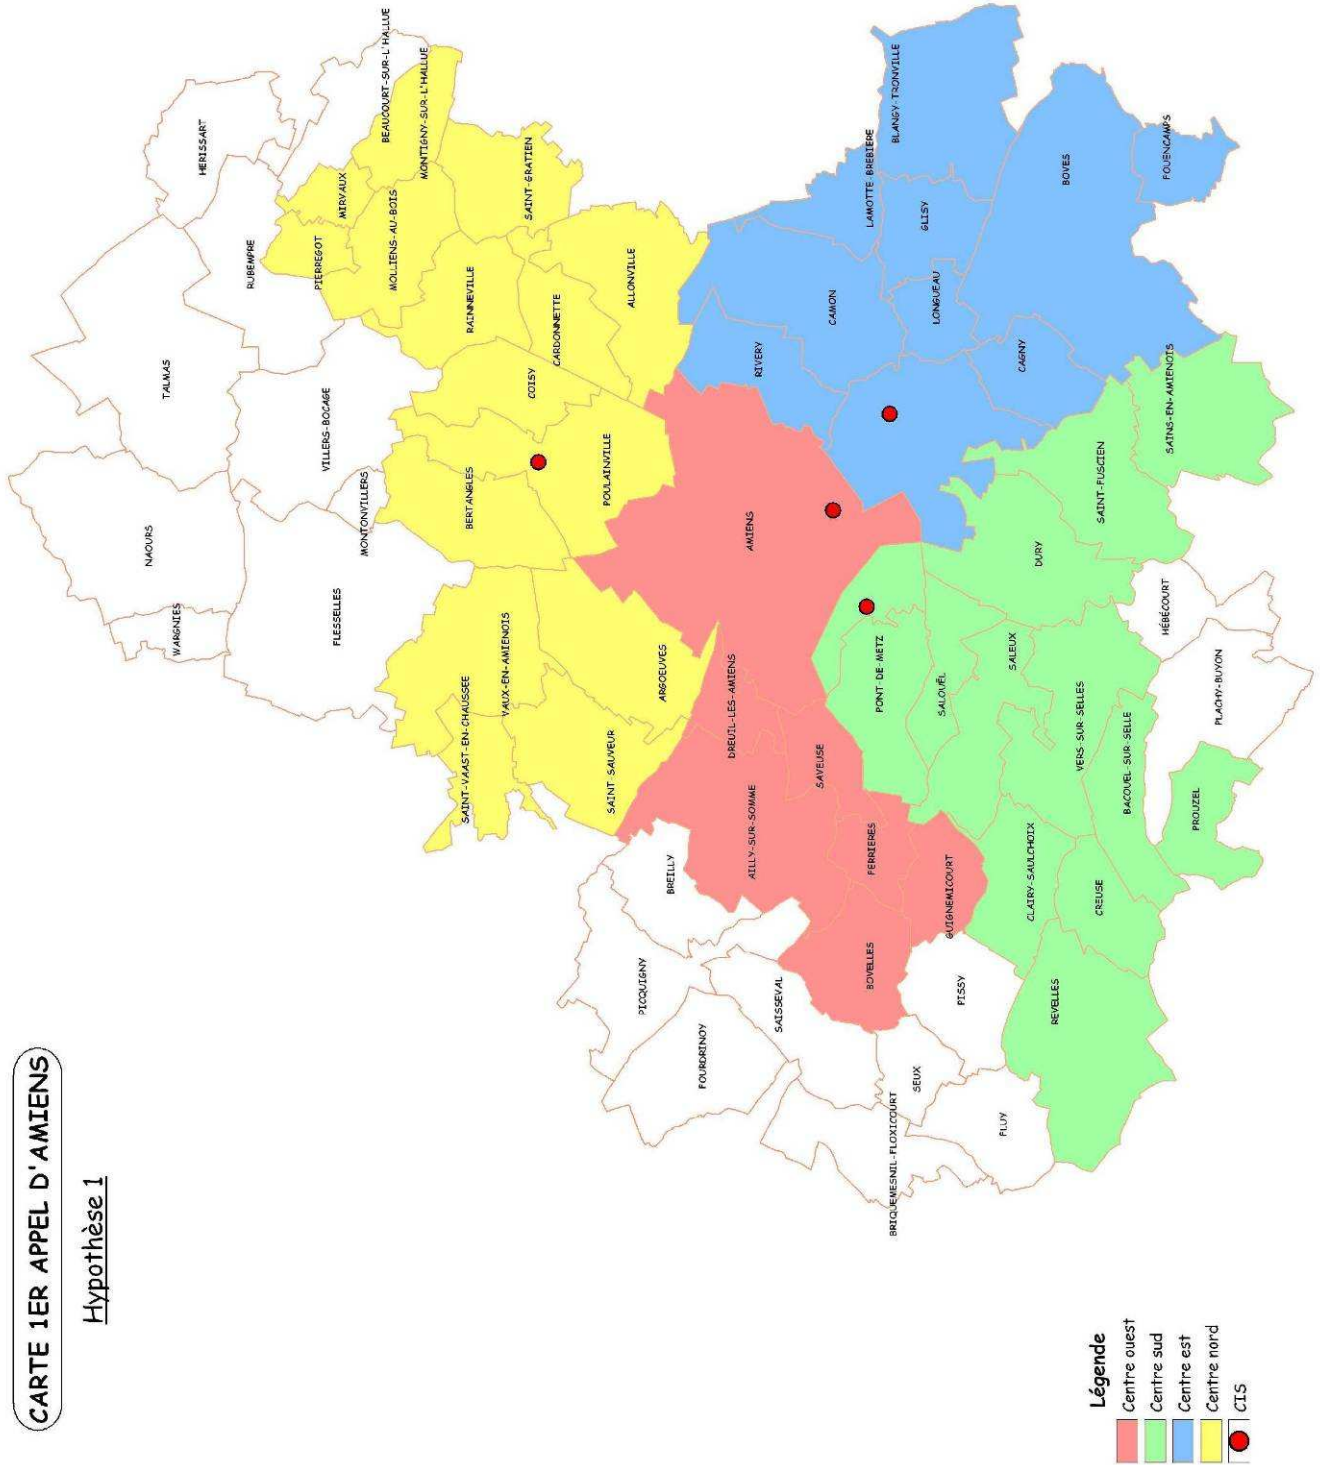 CARTE 1ER APPEL D'AMIENS
Hypothèse 1
HERISSART
BEAUCOURT-SUR-L'HALLUE
MONTIGNY-SUR-L'HALLUE
MIRVAUX
RUBEMPRE
PIERREGOT
MOLLIENS-AU-BOIS
SAINT-GRATIEN
TALMAS
RAINNEVILLE
CARDONNETTE
ALLONVILLE
VILLERS-BOCAGE
COISY
NAOURS
MONTONVILLERS
BERTANGLES
POULAINVILLE
WARGNIES
FLESSELLES
VAUX-EN-AMIENOIS
SAINT-VAAST-EN-CHAUSSEE
ARGOEUVES
SAINT SAUVEUR
AMIENS
DREUIL-LES-AMIENS
SAVEUSE
AILLY-SUR-SOMME
FERRIERES
GUIGNEMICOURT
BOVELLES
BREILLY
PICQUIGNY
SAISSEVAL
FOURDRINOY
PISSY
SEUX
BRIQUEMESNIL-FLOXICOURT
FLUY
BLANGY-TRONVILLE
LAMOTTE-BREBIERE
GLISY
BOVES
FOUENCAMPS
CAMON
LONGUEAU
RIVERY
CAGNY
SAINS-EN-AMIENOIS
SAINT-FUSCIEN
DURY
HÉBÉCOURT
PONT-DE-METZ
SALOUËL
SALEUX
VERS-SUR-SELLES
BACOUEL-SUR-SELLE
PLACHY-BUYON
PROUZEL
CLAIRY-SAULCHOIX
CREUSE
REVELLES
Légende
Centre ouest
Centre sud
Centre est
Centre nord
CIS